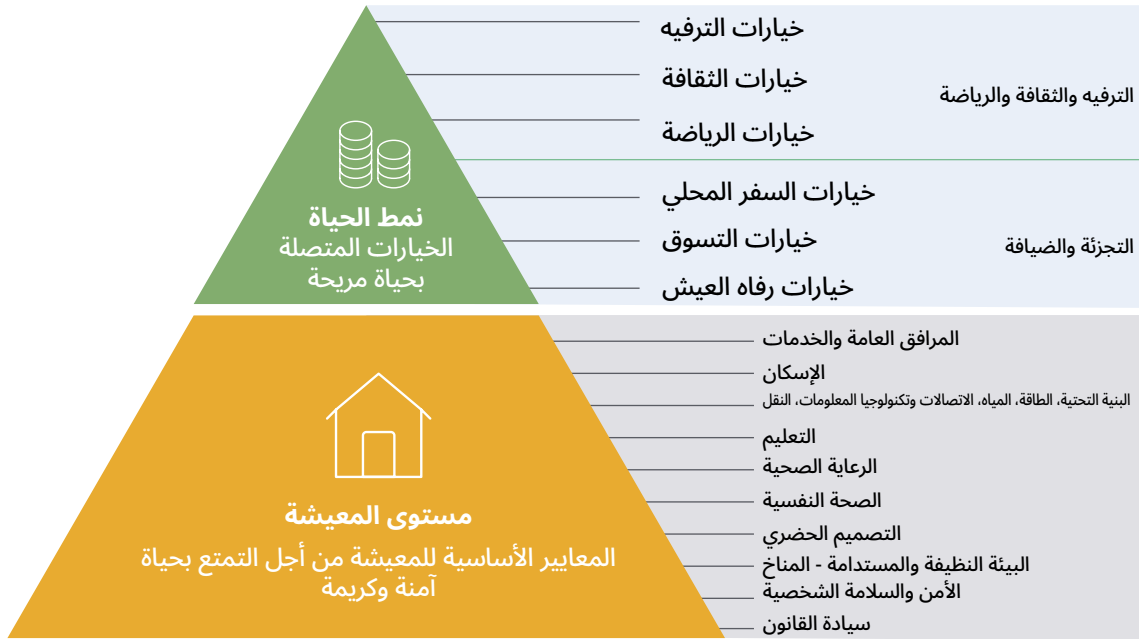 خيارات الترفيه
خيارات الثقافة
الترفيه والثقافة والرياضة
خيارات الرياضة
خيارات السفر المحلي
خيارات التسوق
التجزئة والضيافة
خيارات رفاه العيش
نمط الحياة
الخيارات المتصلة
بحياة مريحة
المرافق العامة والخدمات
الإسكان
البنية التحتية، الطاقة، المياه، الاتصالات وتكنولوجيا المعلومات، النقل
التعليم
الرعاية الصحية
الصحة النفسية
التصميم الحضري
البيئة النظيفة والمستدامة - المناخ
الأمن والسلامة الشخصية
سيادة القانون
مستوى المعيشة
المعايير الأساسية للمعيشة من أجل التمتع بحياة
آمنة وكريمة